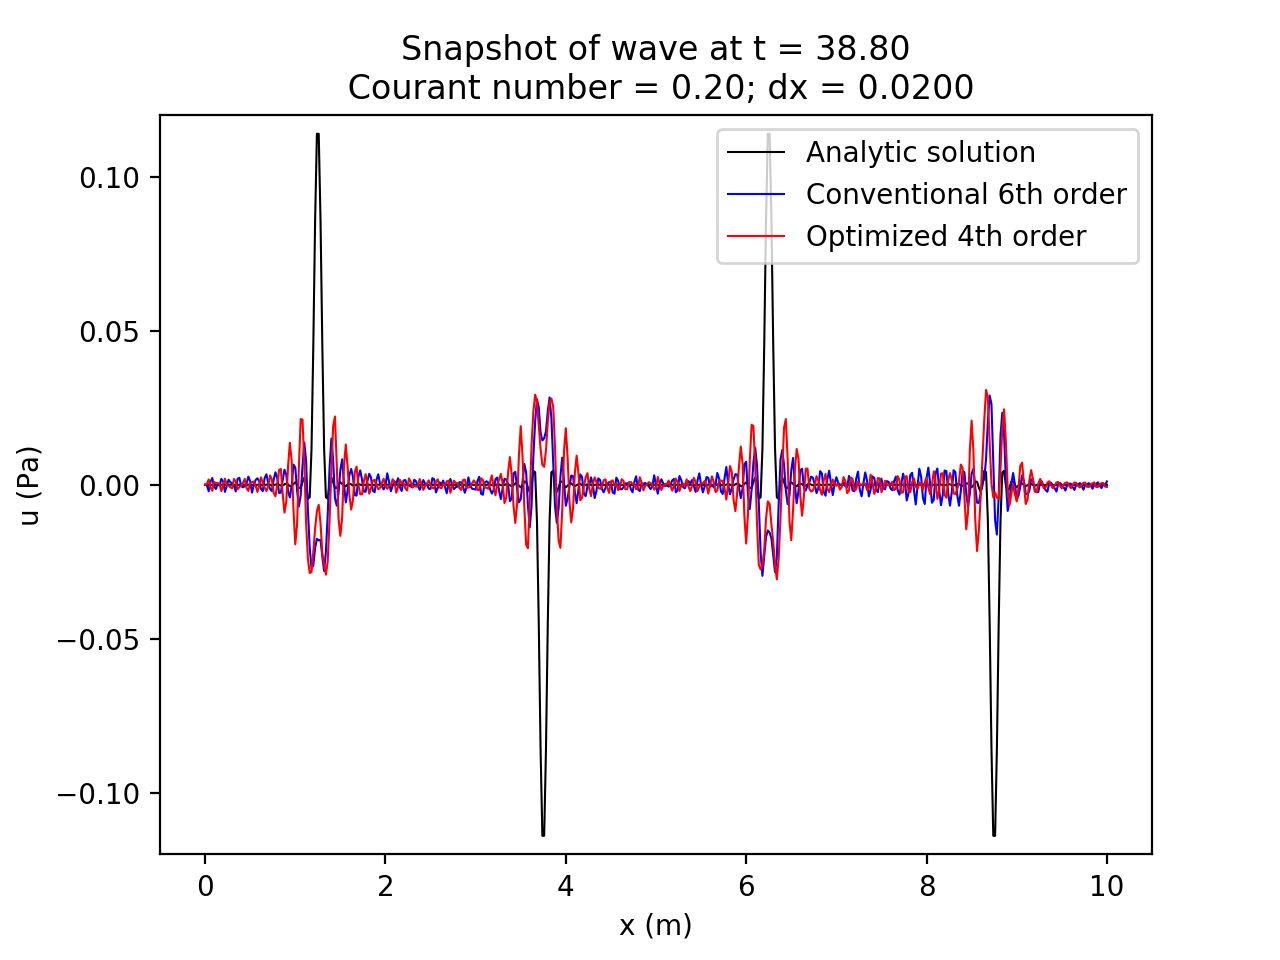 Snapshot of wave at t = 38.80
Courant number = 0.20; dx = 0.0200
Analytic solution
Conventional 6th order
Optimized 4th order
0.10
0.05
0.00
−0.05
−0.10
u (Pa)
0 2 4 6 8 10
x (m)